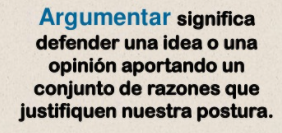 Argumentar significa
defender una idea o una
opinión aportando un
conjunto de razones que
justifiquen nuestra postura.